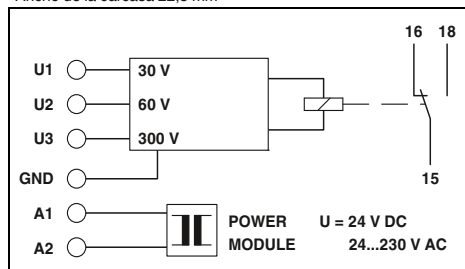 16 18
U1 30 V
U2 60 V
U3 300 V
GND
15
A1
POWER U = 24 V DC
A2 MODULE 24...230 V AC